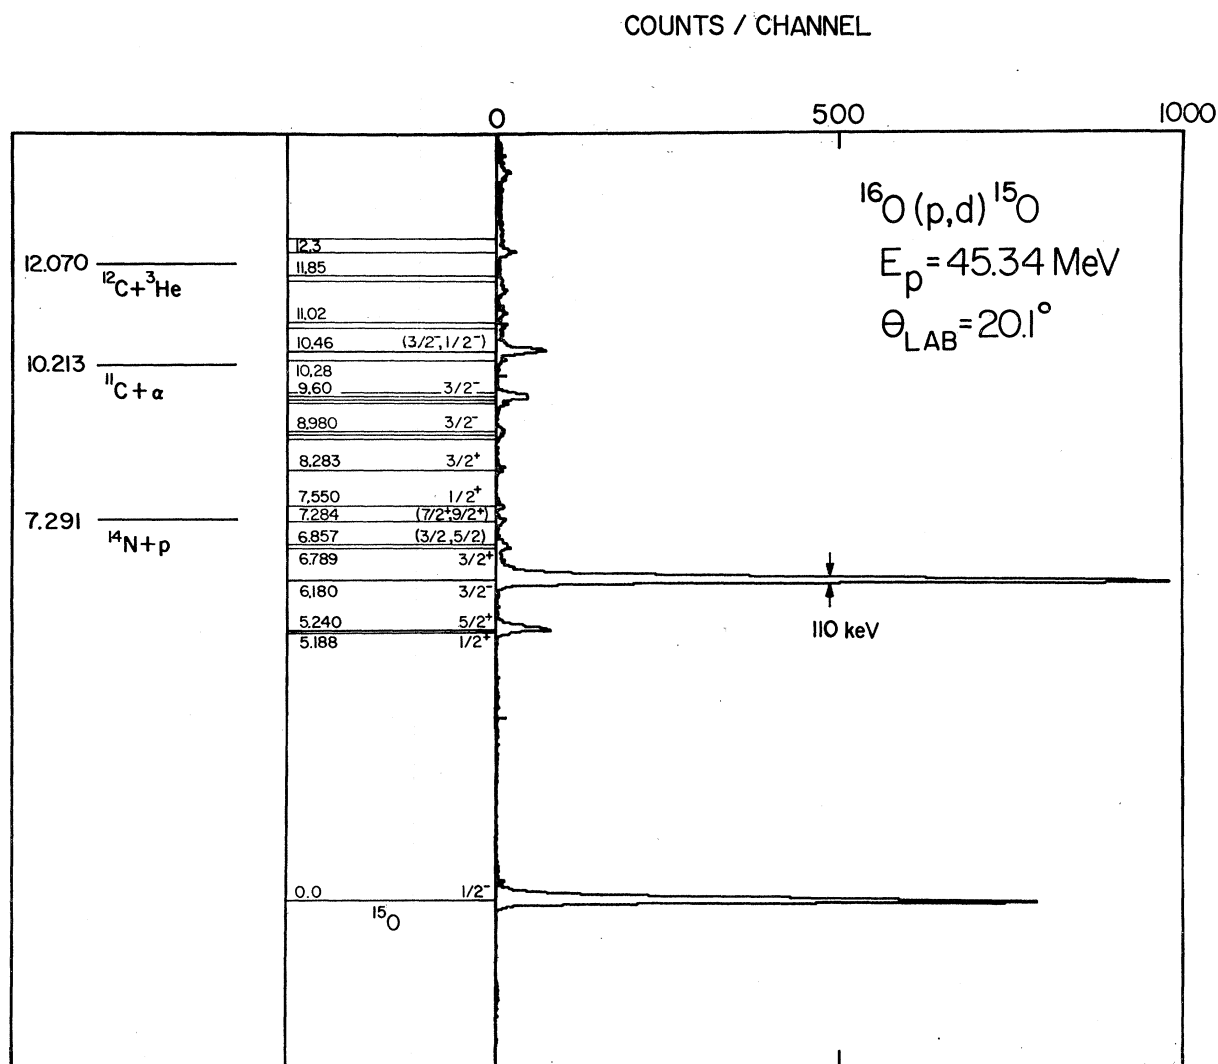 COUNTS / CHANNEL
0 500 1000
¹⁶O (p,d) ¹⁵O
E_p = 45.34 MeV
θ_LAB = 20.1°
12.3
12.070
¹²C + ³He
11.85
11.02
10.46 (3/2⁻, 1/2⁻)
10.213
¹¹C + α
10.28
9.60 3/2⁻
8.980 3/2⁻
8.283 3/2⁺
7.550 1/2⁺
7.291
¹⁴N + p
7.284 (7/2⁺,9/2⁺)
6.857 (3/2, 5/2)
6.789 3/2⁺
6.180 3/2⁻
110 keV
5.240 5/2⁺
5.188 1/2⁺
0.0 1/2⁻
¹⁵O